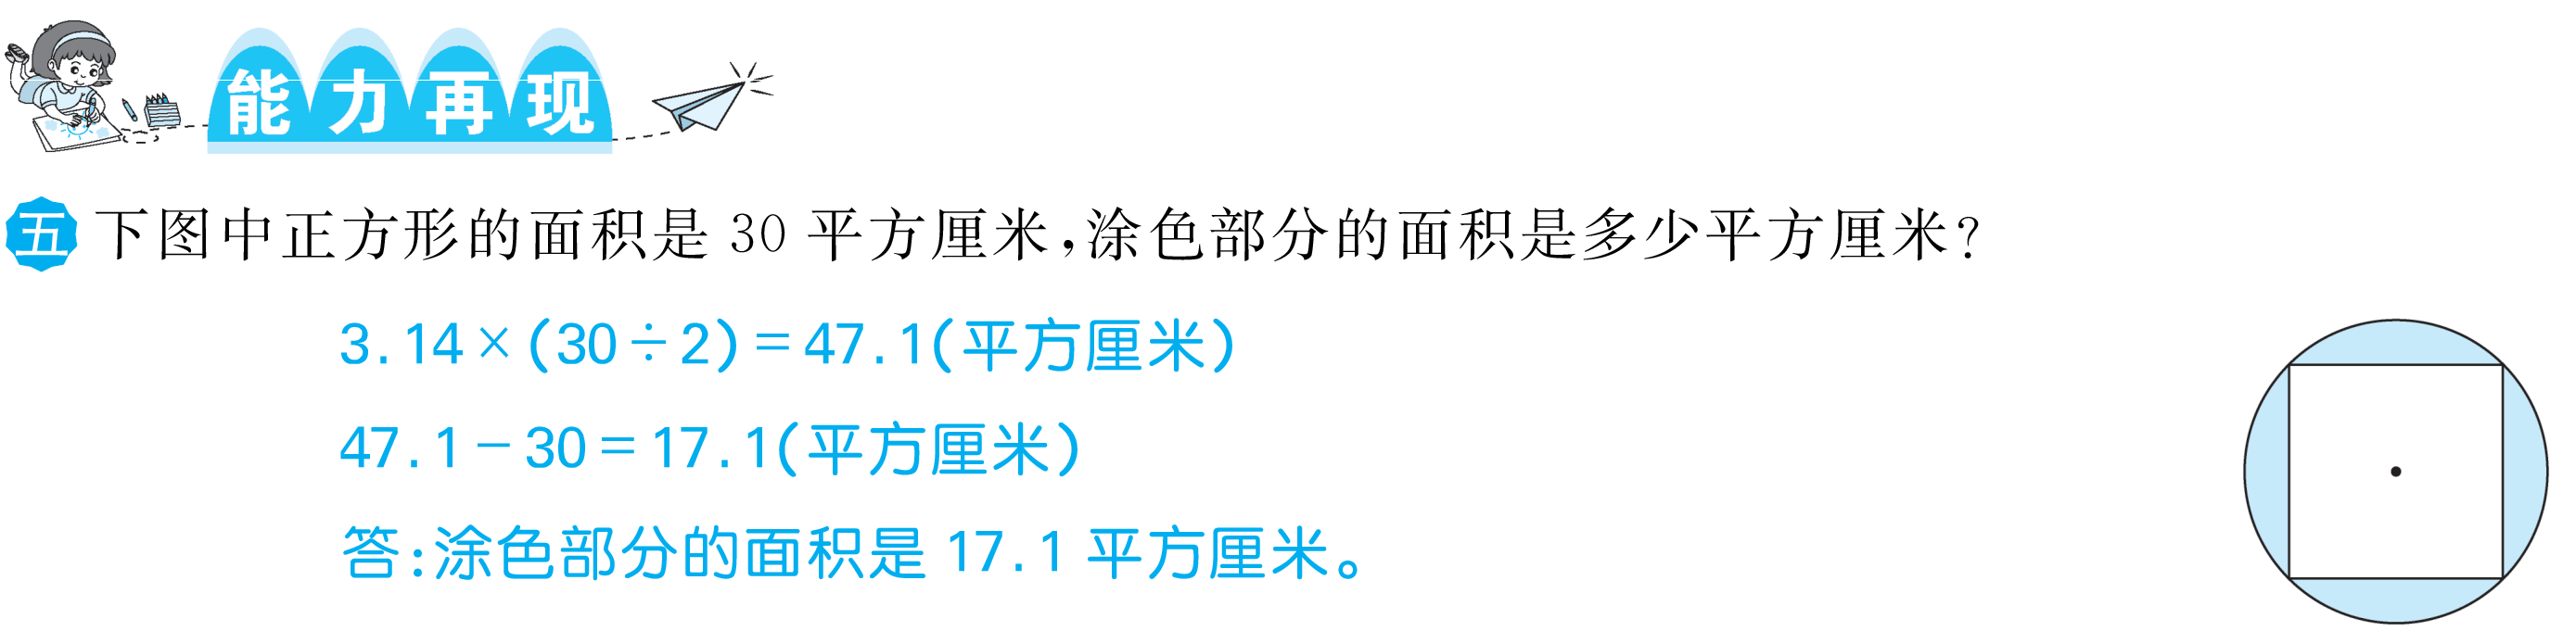 能力再现
五 下图中正方形的面积是 30 平方厘米,涂色部分的面积是多少平方厘米?
3.14×(30÷2)=47.1(平方厘米)
47.1-30=17.1(平方厘米)
答:涂色部分的面积是 17.1 平方厘米。